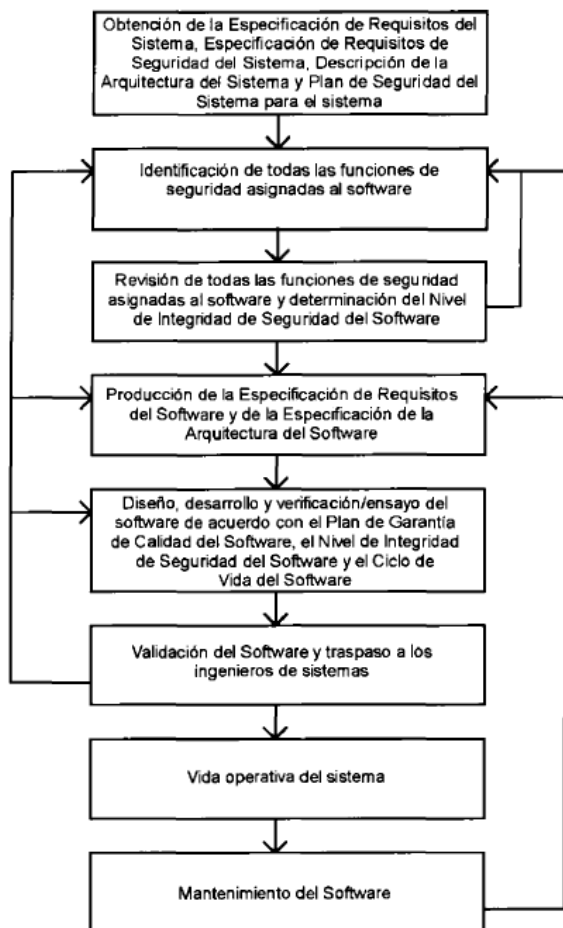 Obtención de la Especificación de Requisitos del
Sistema, Especificación de Requisitos de
Seguridad del Sistema, Descripción de la
Arquitectura del Sistema y Plan de Seguridad del
Sistema para el sistema
Identificación de todas las funciones de
seguridad asignadas al software
Revisión de todas las funciones de seguridad
asignadas al software y determinación del Nivel
de Integridad de Seguridad del Software
Producción de la Especificación de Requisitos
del Software y de la Especificación de la
Arquitectura del Software
Diseño, desarrollo y verificación/ensayo del
software de acuerdo con el Plan de Garantía
de Calidad del Software, el Nivel de Integridad
de Seguridad del Software y el Ciclo de
Vida del Software
Validación del Software y traspaso a los
ingenieros de sistemas
Vida operativa del sistema
Mantenimiento del Software